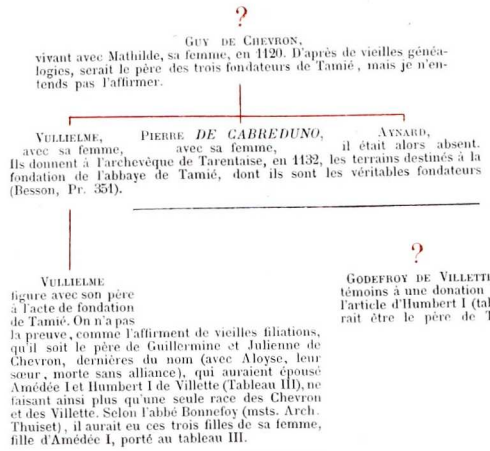 ?
GUY DE CHEVRON,
vivant avec Mathilde, sa femme, en 1120. D'après de vieilles généa-
logies, serait le père des trois fondateurs de Tamié, mais je n'en-
tends pas l'affirmer.
VULLIELME, PIERRE DE CABREDUNO, AYNARD,
avec sa femme, avec sa femme, il était alors absent.
Ils donnent à l'archevêque de Tarentaise, en 1132, les terrains destinés à la
fondation de l'abbaye de Tamié, dont ils sont les véritables fondateurs
(Besson, Pr. 351).
VULLIELME
figure avec son père
à l'acte de fondation
de Tamié. On n'a pas
la preuve, comme l'affirment de vieilles filiations,
qu'il soit le père de Guillermine et Julienne de
Chevron, dernières du nom (avec Aloyse, leur
sœur, morte sans alliance), qui auraient épousé
Amédée I et Humbert I de Villette (Tableau III), ne
faisant ainsi plus qu'une seule race des Chevron
et des Villette. Selon l'abbé Bonnefoy (msts. Arch.
Thuiset), il aurait eu ces trois filles de sa femme,
fille d'Amédée I, porté au tableau III.
?
GODEFROY DE VILLETT
témoins à une donation
l'article d'Humbert I (tab
rait être le père de T